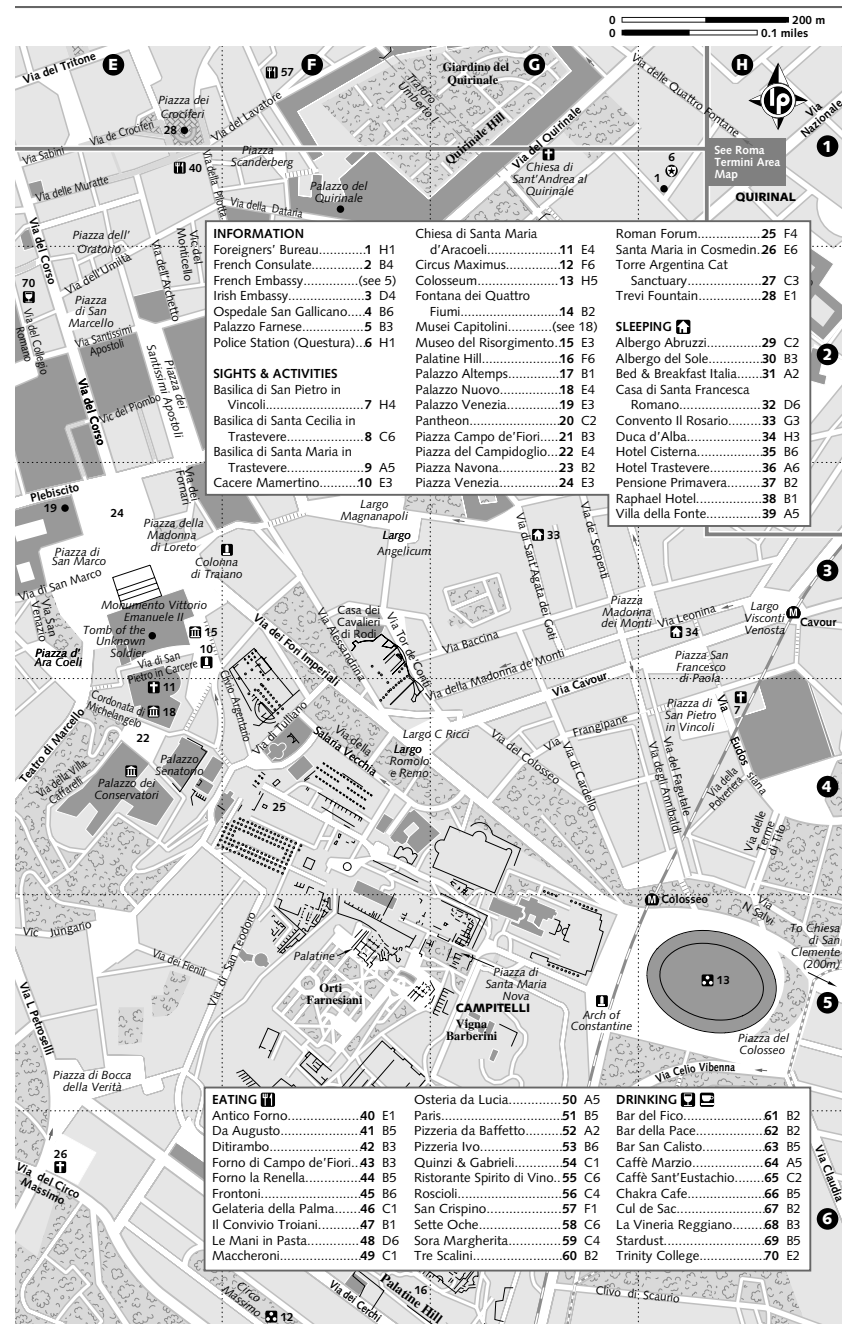 0 200 m
0 0.1 miles
E
F
G
H
Via del Tritone
57
Giardino del
Quirinale
Traforo
Umberto I
Via delle Quattro Fontane
Via
Nazionale
Piazza dei
Crociferi
Via de Crociferi
28
Via del Lavatore
Quirinale Hill
Via del Quirinale
1
Via Sabini
Piazza
Scanderberg
40
Via delle Muratte
Via della Pilotta
Palazzo del
Quirinale
Chiesa di
Sant'Andrea al
Quirinale
6
1
See Roma
Termini Area
Map
QUIRINAL
Via della Dataria
Via del Corso
Piazza dell'
Oratorio
Vic del
Monticello
Via dell'Umiltà
Via dell'Archetto
70
Piazza
di San
Marcello
Via del Collegio
Romano
Via Santissimi
Apostoli
Piazza dei
Santissimi Apostoli
2
Vic del Piombo
Via del Corso
INFORMATION
Foreigners' Bureau.............1 H1
French Consulate...............2 B4
French Embassy.............(see 5)
Irish Embassy...................3 D4
Ospedale San Gallicano....4 B6
Palazzo Farnese................5 B3
Police Station (Questura)..6 H1
SIGHTS & ACTIVITIES
Basilica di San Pietro in
Vincoli...........................7 H4
Basilica di Santa Cecilia in
Trastevere.....................8 C6
Basilica di Santa Maria in
Trastevere.....................9 A5
Cacere Mamertino..........10 E3
Chiesa di Santa Maria
d'Aracoeli....................11 E4
Circus Maximus..............12 F6
Colosseum......................13 H5
Fontana dei Quattro
Fiumi...........................14 B2
Musei Capitolini.........(see 18)
Museo del Risorgimento.15 E3
Palatine Hill....................16 F6
Palazzo Altemps.............17 B1
Palazzo Nuovo................18 E4
Palazzo Venezia..............19 E3
Pantheon........................20 C2
Piazza Campo de'Fiori.....21 B3
Piazza del Campidoglio...22 E4
Piazza Navona................23 B2
Piazza Venezia................24 E3
Roman Forum.................25 F4
Santa Maria in Cosmedin.26 E6
Torre Argentina Cat
Sanctuary....................27 C3
Trevi Fountain................28 E1
SLEEPING
Albergo Abruzzi..............29 C2
Albergo del Sole.............30 B3
Bed & Breakfast Italia......31 A2
Casa di Santa Francesca
Romano.......................32 D6
Convento Il Rosario.........33 G3
Duca d'Alba....................34 H3
Hotel Cisterna.................35 B6
Hotel Trastevere.............36 A6
Pensione Primavera.........37 B2
Raphael Hotel.................38 B1
Villa della Fonte..............39 A5
Plebiscito
19
24
Via dei
Fornari
Piazza della
Madonna
di Loreto
Colonna
di Traiano
Largo
Magnanapoli
Largo
Angelicum
Via di Sant'Agata dei Goti
33
Via de' Serpenti
Piazza di
San Marco
Via di San Marco
Via San
Venazio
Monumento Vittorio
Emanuele II
Tomb of the
Unknown
Soldier
15
10
Piazza d'
Ara Coeli
Via di San
Pietro in Carcere
Via dei Fori Imperiali
Via Alessandrina
Casa dei
Cavalieri
di Rodi
Via Tor de' Conti
Via Baccina
Via della Madonna de'Monti
Piazza
Madonna
dei Monti
Via Leonina
34
Largo
Visconti
Venosta
Cavour
3
Piazza San
Francesco
di Paola
Via Cavour
11
Cordonata di
Michelangelo
18
22
Clivio Argentario
Via di Tulliano
Via della
Salaria Vecchia
Largo C Ricci
Largo
Romolo
e Remo
Via del Colosseo
Via
Frangipane
Via di Cardello
Via degli Annibaldi
Via del Fagutale
Piazza di
San Pietro
in Vincoli
7
Via
Eudos
siana
Via della
Polveriera
Via delle
Terme
di Tito
4
Teatro di Marcello
Via della Villa
Caffarelli
Palazzo
Senatorio
Palazzo dei
Conservatori
25
Colosseo
Via
N Salvi
To Chiesa
di San
Clemente
(200m)
Vic Jungario
Via dei Fienili
Via di San Teodoro
Palatine
Orti
Farnesiani
Piazza di
Santa Maria
Nova
CAMPITELLI
Vigna
Barberini
Arch of
Constantine
13
Piazza del
Colosseo
5
Via L Petroselli
Piazza di Bocca
della Verità
Via Celio Vibenna
EATING
Antico Forno...................40 E1
Da Augusto....................41 B5
Ditirambo.......................42 B3
Forno di Campo de'Fiori..43 B3
Forno la Renella..............44 B5
Frontoni..........................45 B6
Gelateria della Palma......46 C1
Il Convivio Troiani...........47 B1
Le Mani in Pasta.............48 D6
Maccheroni.....................49 C1
Osteria da Lucia..............50 A5
Paris................................51 B5
Pizzeria da Baffetto.........52 A2
Pizzeria Ivo.....................53 B6
Quinzi & Gabrieli.............54 C1
Ristorante Spirito di Vino..55 C6
Roscioli...........................56 C4
San Crispino....................57 F1
Sette Oche......................58 C6
Sora Margherita..............59 C4
Tre Scalini.......................60 B2
DRINKING
Bar del Fico.....................61 B2
Bar della Pace.................62 B2
Bar San Calisto................63 B5
Caffè Marzio...................64 A5
Caffè Sant'Eustachio.......65 C2
Chakra Cafe....................66 B5
Cul de Sac......................67 B2
La Vineria Reggiano........68 B3
Stardust..........................69 B5
Trinity College.................70 E2
26
Via del Circo
Massimo
Via Claudia
6
Circo
Massimo
12
Via dei Cerchi
16
Palatine Hill
Clivo di Scauro